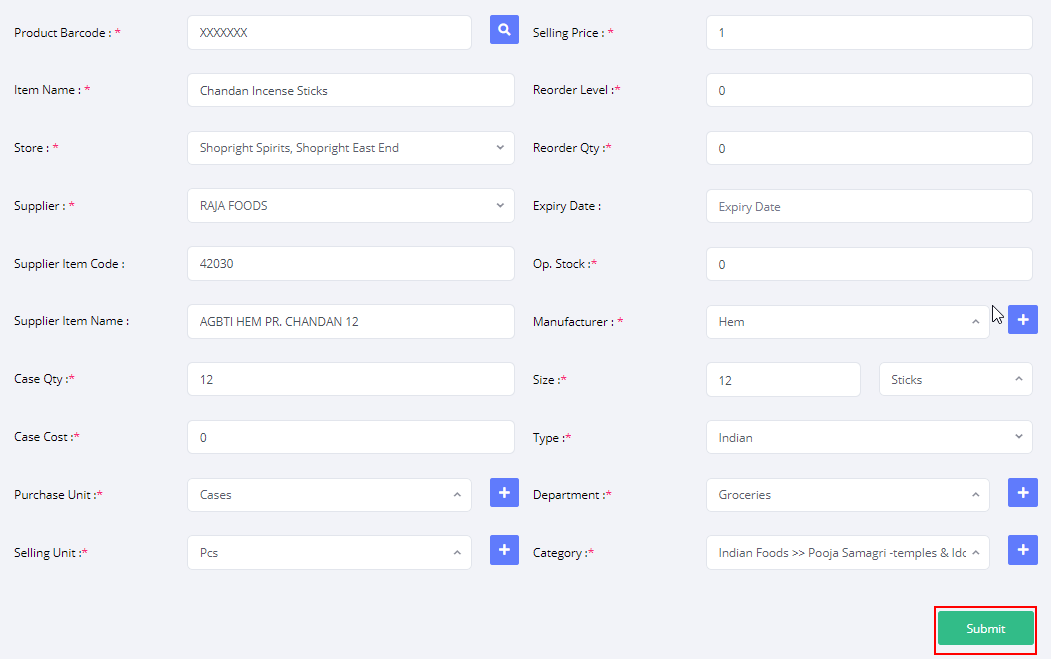 Product Barcode : * XXXXXXX Selling Price : * 1
Item Name : * Chandan Incense Sticks Reorder Level :* 0
Store : * Shopright Spirits, Shopright East End Reorder Qty :* 0
Supplier : * RAJA FOODS Expiry Date : Expiry Date
Supplier Item Code : 42030 Op. Stock :* 0
Supplier Item Name : AGBTI HEM PR. CHANDAN 12 Manufacturer : * Hem
Case Qty :* 12 Size :* 12 Sticks
Case Cost :* 0 Type :* Indian
Purchase Unit :* Cases Department :* Groceries
Selling Unit :* Pcs Category :* Indian Foods >> Pooja Samagri -temples &
Submit